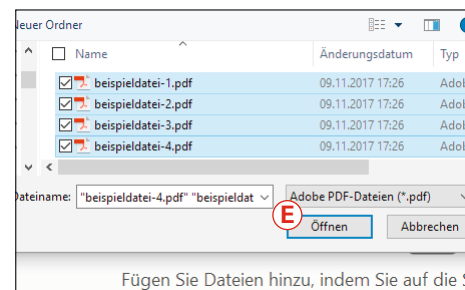 Neuer Ordner
Name Änderungsdatum Typ
beispieldatei-1.pdf 09.11.2017 17:26 Adob
beispieldatei-2.pdf 09.11.2017 17:26 Adob
beispieldatei-3.pdf 09.11.2017 17:26 Adob
beispieldatei-4.pdf 09.11.2017 17:26 Adob
Dateiname: "beispieldatei-4.pdf" "beispieldat Adobe PDF-Dateien (*.pdf)
E Öffnen Abbrechen
Fügen Sie Dateien hinzu, indem Sie auf die S